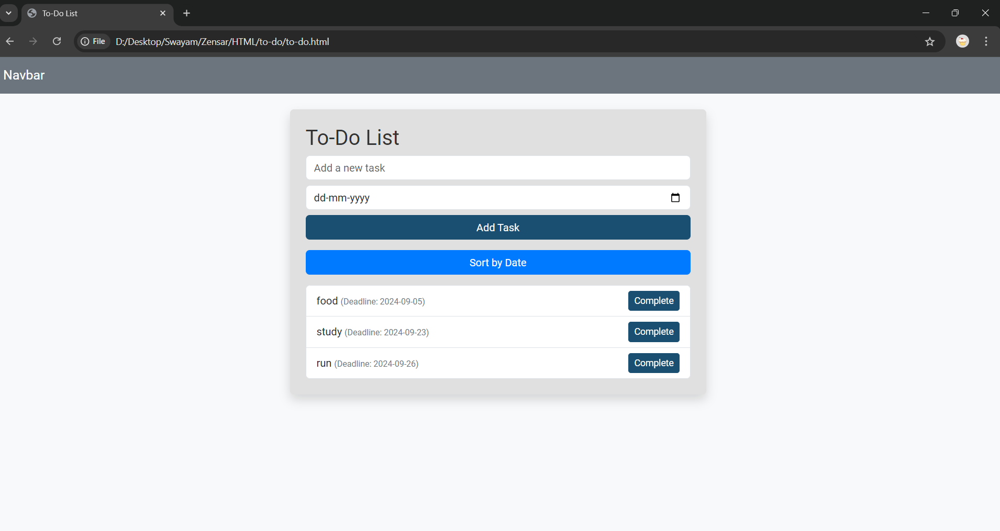 To-Do List
File D:/Desktop/Swayam/Zensar/HTML/to-do/to-do.html
Navbar
To-Do List
Add a new task
dd-mm-yyyy
Add Task
Sort by Date
food (Deadline: 2024-09-05) Complete
study (Deadline: 2024-09-23) Complete
run (Deadline: 2024-09-26) Complete